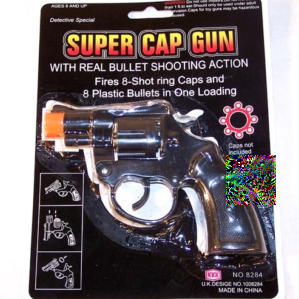 AGES 8 AND UP
Detective Special
SUPER CAP GUN
WITH REAL BULLET SHOOTING ACTION
Fires 8-Shot ring Caps and
8 Plastic Bullets in One Loading
Caps not
included
NO.8284
U.K.DESIGE NO.1008284
MADE IN CHINA